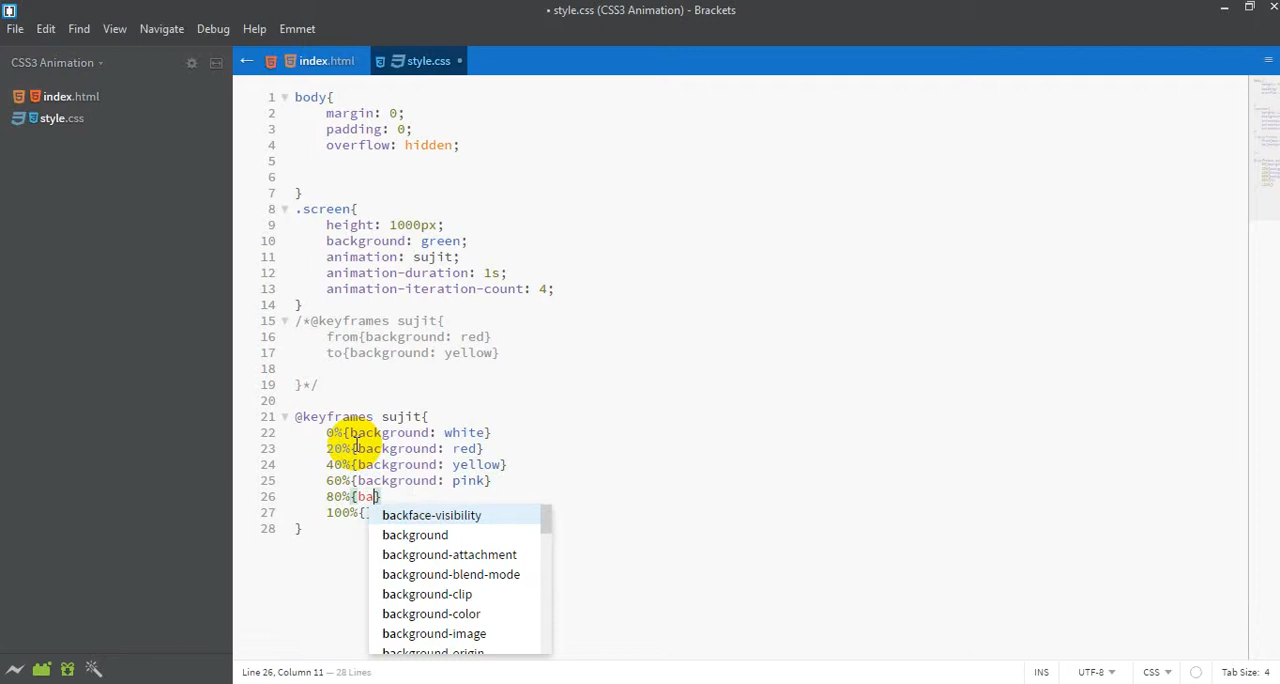 • style.css (CSS3 Animation) - Brackets
File Edit Find View Navigate Debug Help Emmet
CSS3 Animation
index.html
style.css
index.html
style.css •
1 body{
2 margin: 0;
3 padding: 0;
4 overflow: hidden;
5
6
7 }
8 .screen{
9 height: 1000px;
10 background: green;
11 animation: sujit;
12 animation-duration: 1s;
13 animation-iteration-count: 4;
14 }
15 /*@keyframes sujit{
16 from{background: red}
17 to{background: yellow}
18
19 }*/
20
21 @keyframes sujit{
22 0%{background: white}
23 20%{background: red}
24 40%{background: yellow}
25 60%{background: pink}
26 80%{ba}
27 100%{}
28 }
backface-visibility
background
background-attachment
background-blend-mode
background-clip
background-color
background-image
background-origin
Line 26, Column 11 — 28 Lines
INS UTF-8 CSS Tab Size: 4